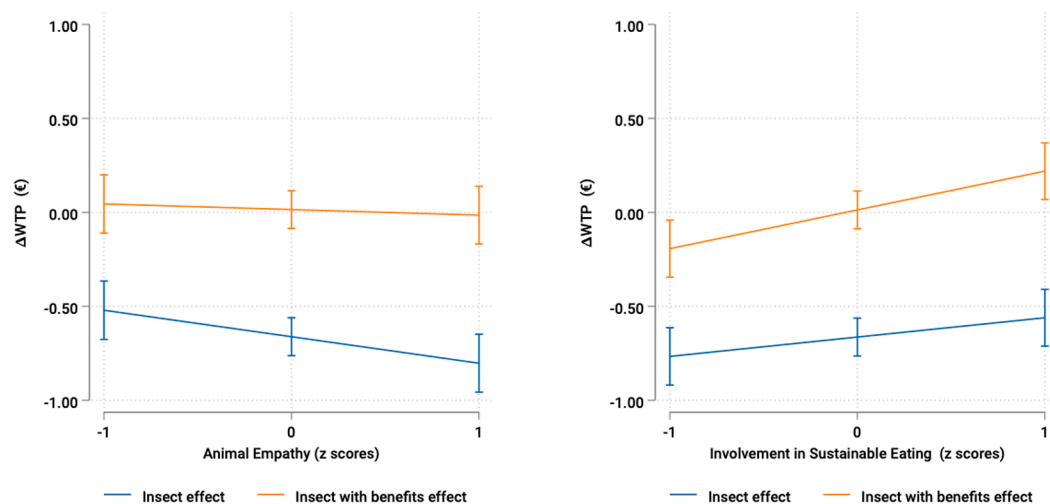 1.00
0.50
0.00
-0.50
-1.00
ΔWTP (€)
-1 0 1
Animal Empathy (z scores)
Insect effect Insect with benefits effect
1.00
0.50
0.00
-0.50
-1.00
ΔWTP (€)
-1 0 1
Involvement in Sustainable Eating (z scores)
Insect effect Insect with benefits effect